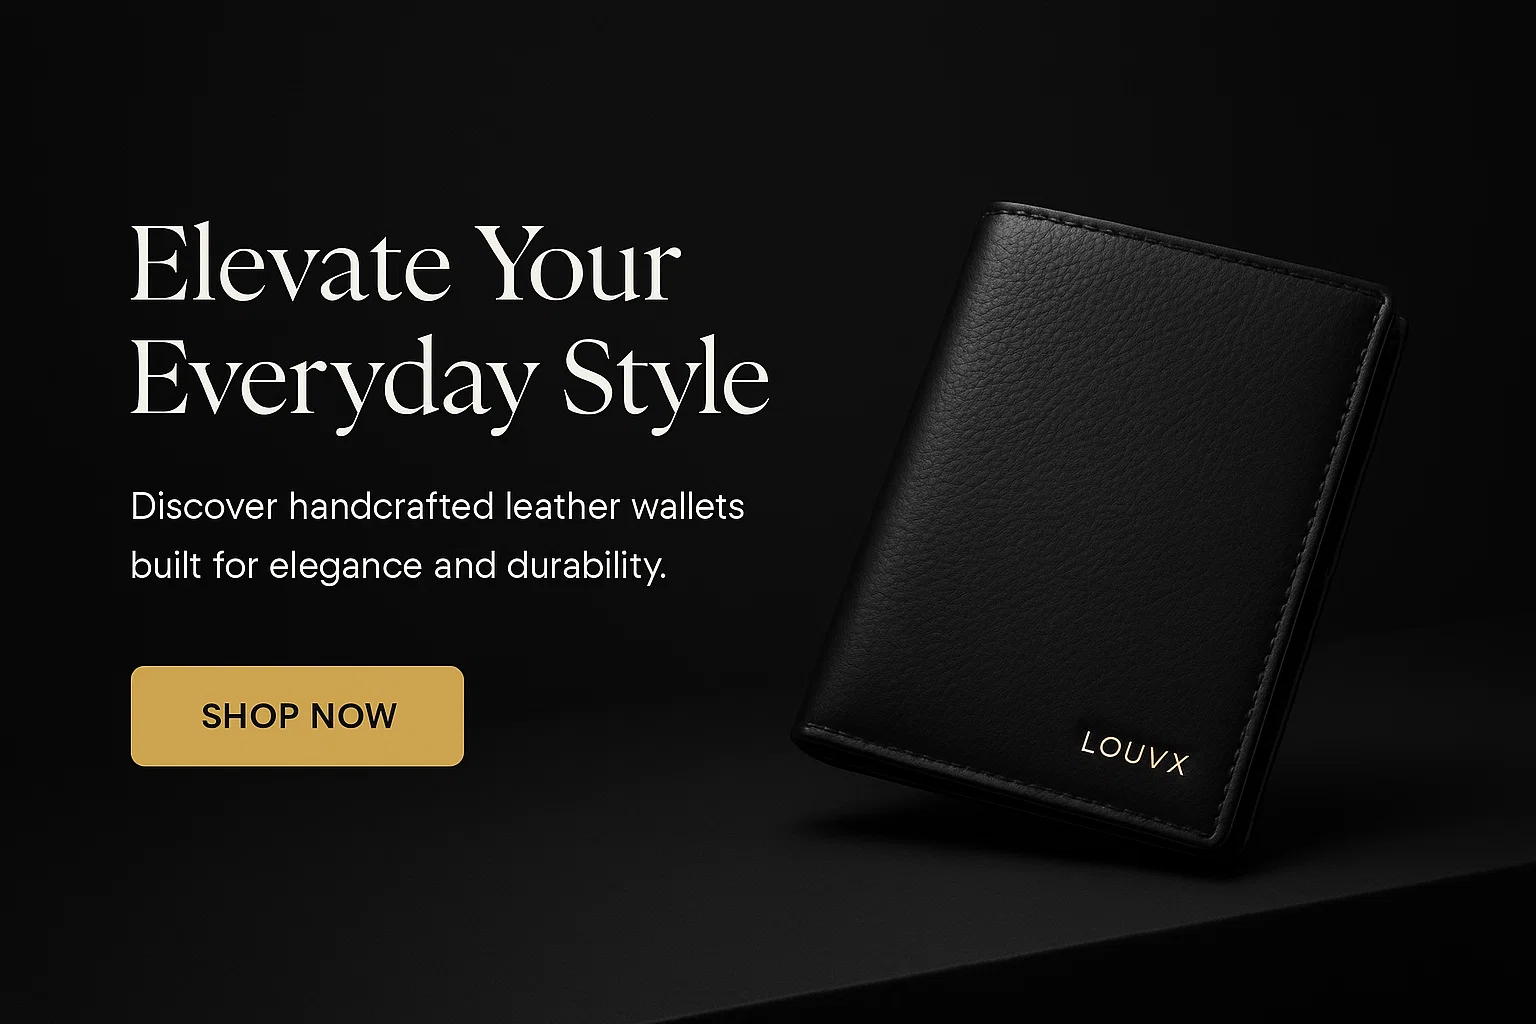 Elevate Your
Everyday Style
Discover handcrafted leather wallets
built for elegance and durability.
SHOP NOW
LOUVX